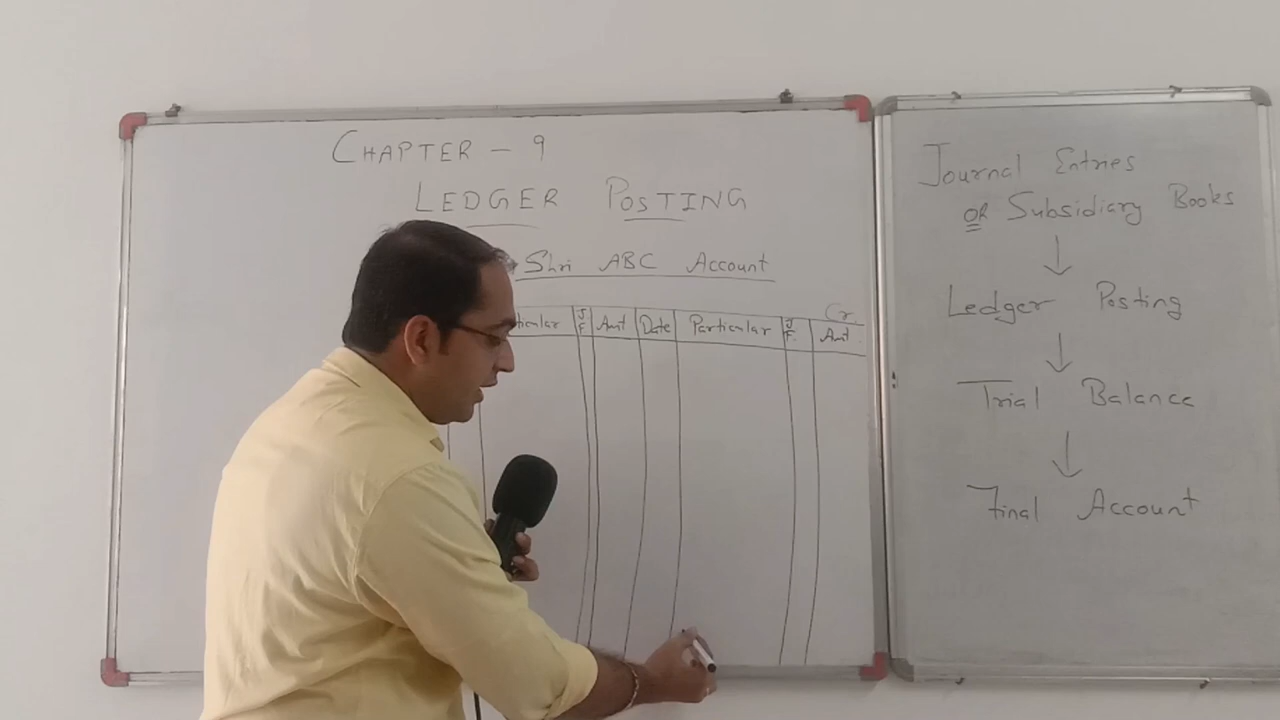 CHAPTER - 9
LEDGER POSTING
Shri ABC Account
Cr
ticular J F. Amt Date Particular J F. Amt
Journal Entries
OR Subsidiary Books
↓
Ledger Posting
↓
Trial Balance
↓
Final Account